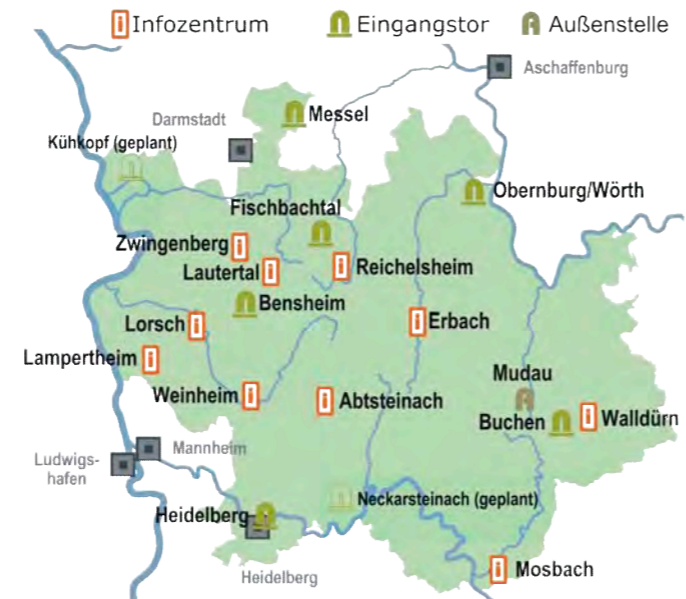 Infozentrum Eingangstor Außenstelle
Aschaffenburg
Messel
Darmstadt
Kühkopf (geplant)
Obernburg/Wörth
Fischbachtal
Zwingenberg
Lautertal
Reichelsheim
Bensheim
Lorsch
Erbach
Lampertheim
Mudau
Weinheim
Abtsteinach
Buchen
Walldürn
Mannheim
Ludwigs-
hafen
Neckarsteinach (geplant)
Heidelberg
Mosbach
Heidelberg